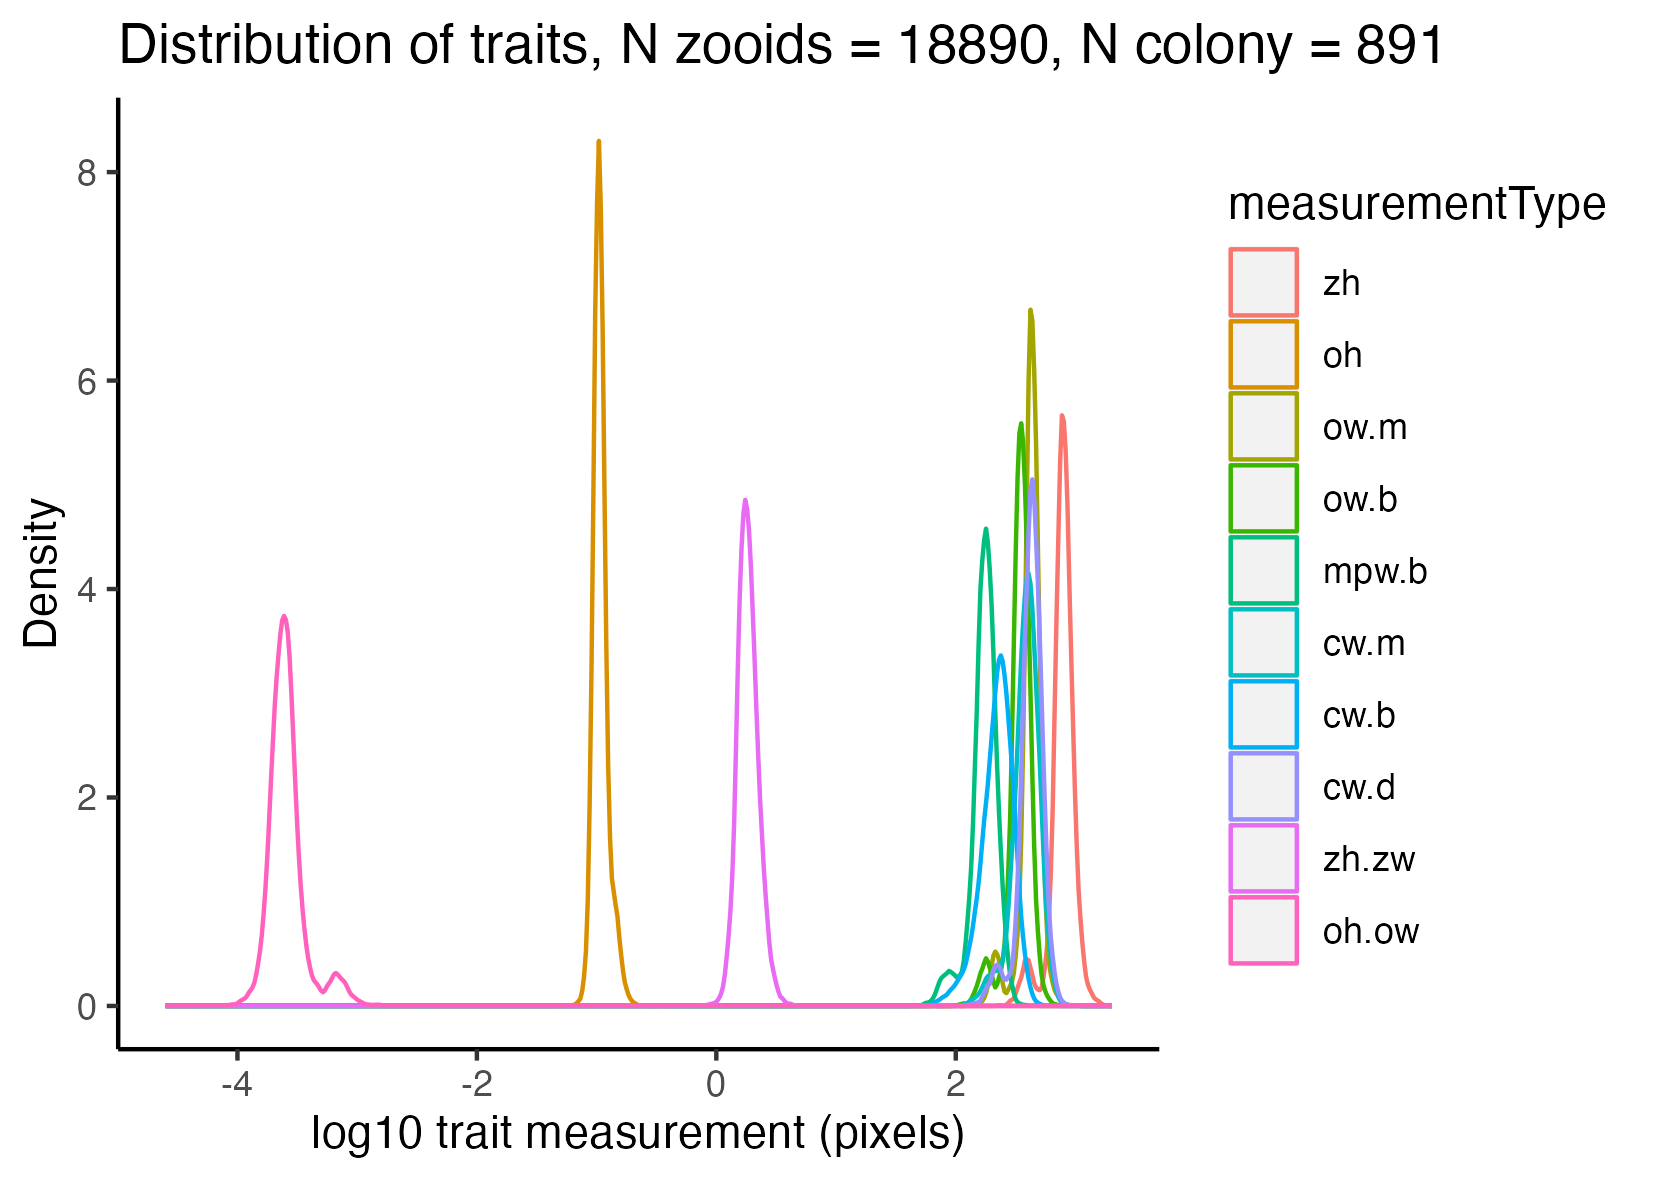 Distribution of traits, N zooids = 18890, N colony = 891
Density
8
6
4
2
0
-4
-2
0
2
log10 trait measurement (pixels)
measurementType
zh
oh
ow.m
ow.b
mpw.b
cw.m
cw.b
cw.d
zh.zw
oh.ow